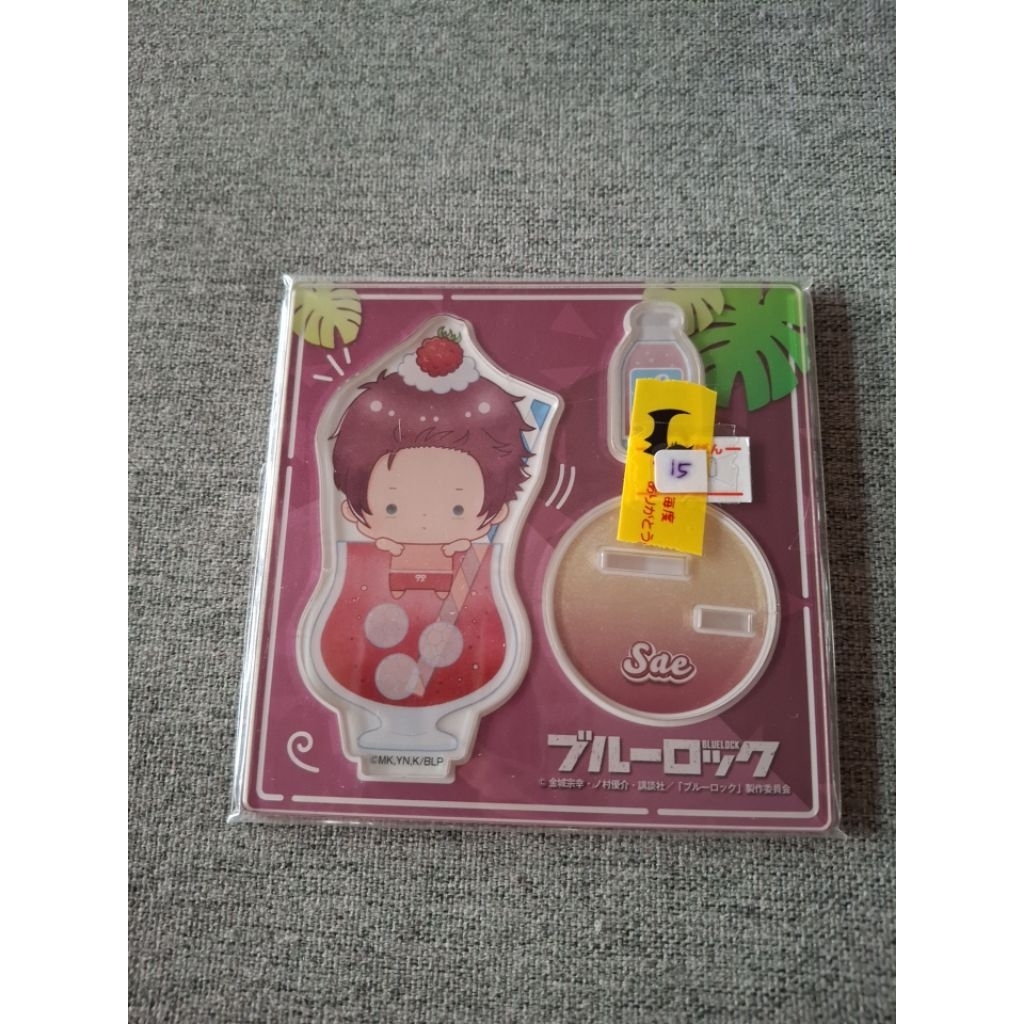 15
毎度
ありがとう
Sae
ブルーロック
BLUELOCK
©MK,YN,K/BLP
© 金城宗幸・ノ村優介・講談社／「ブルーロック」製作委員会